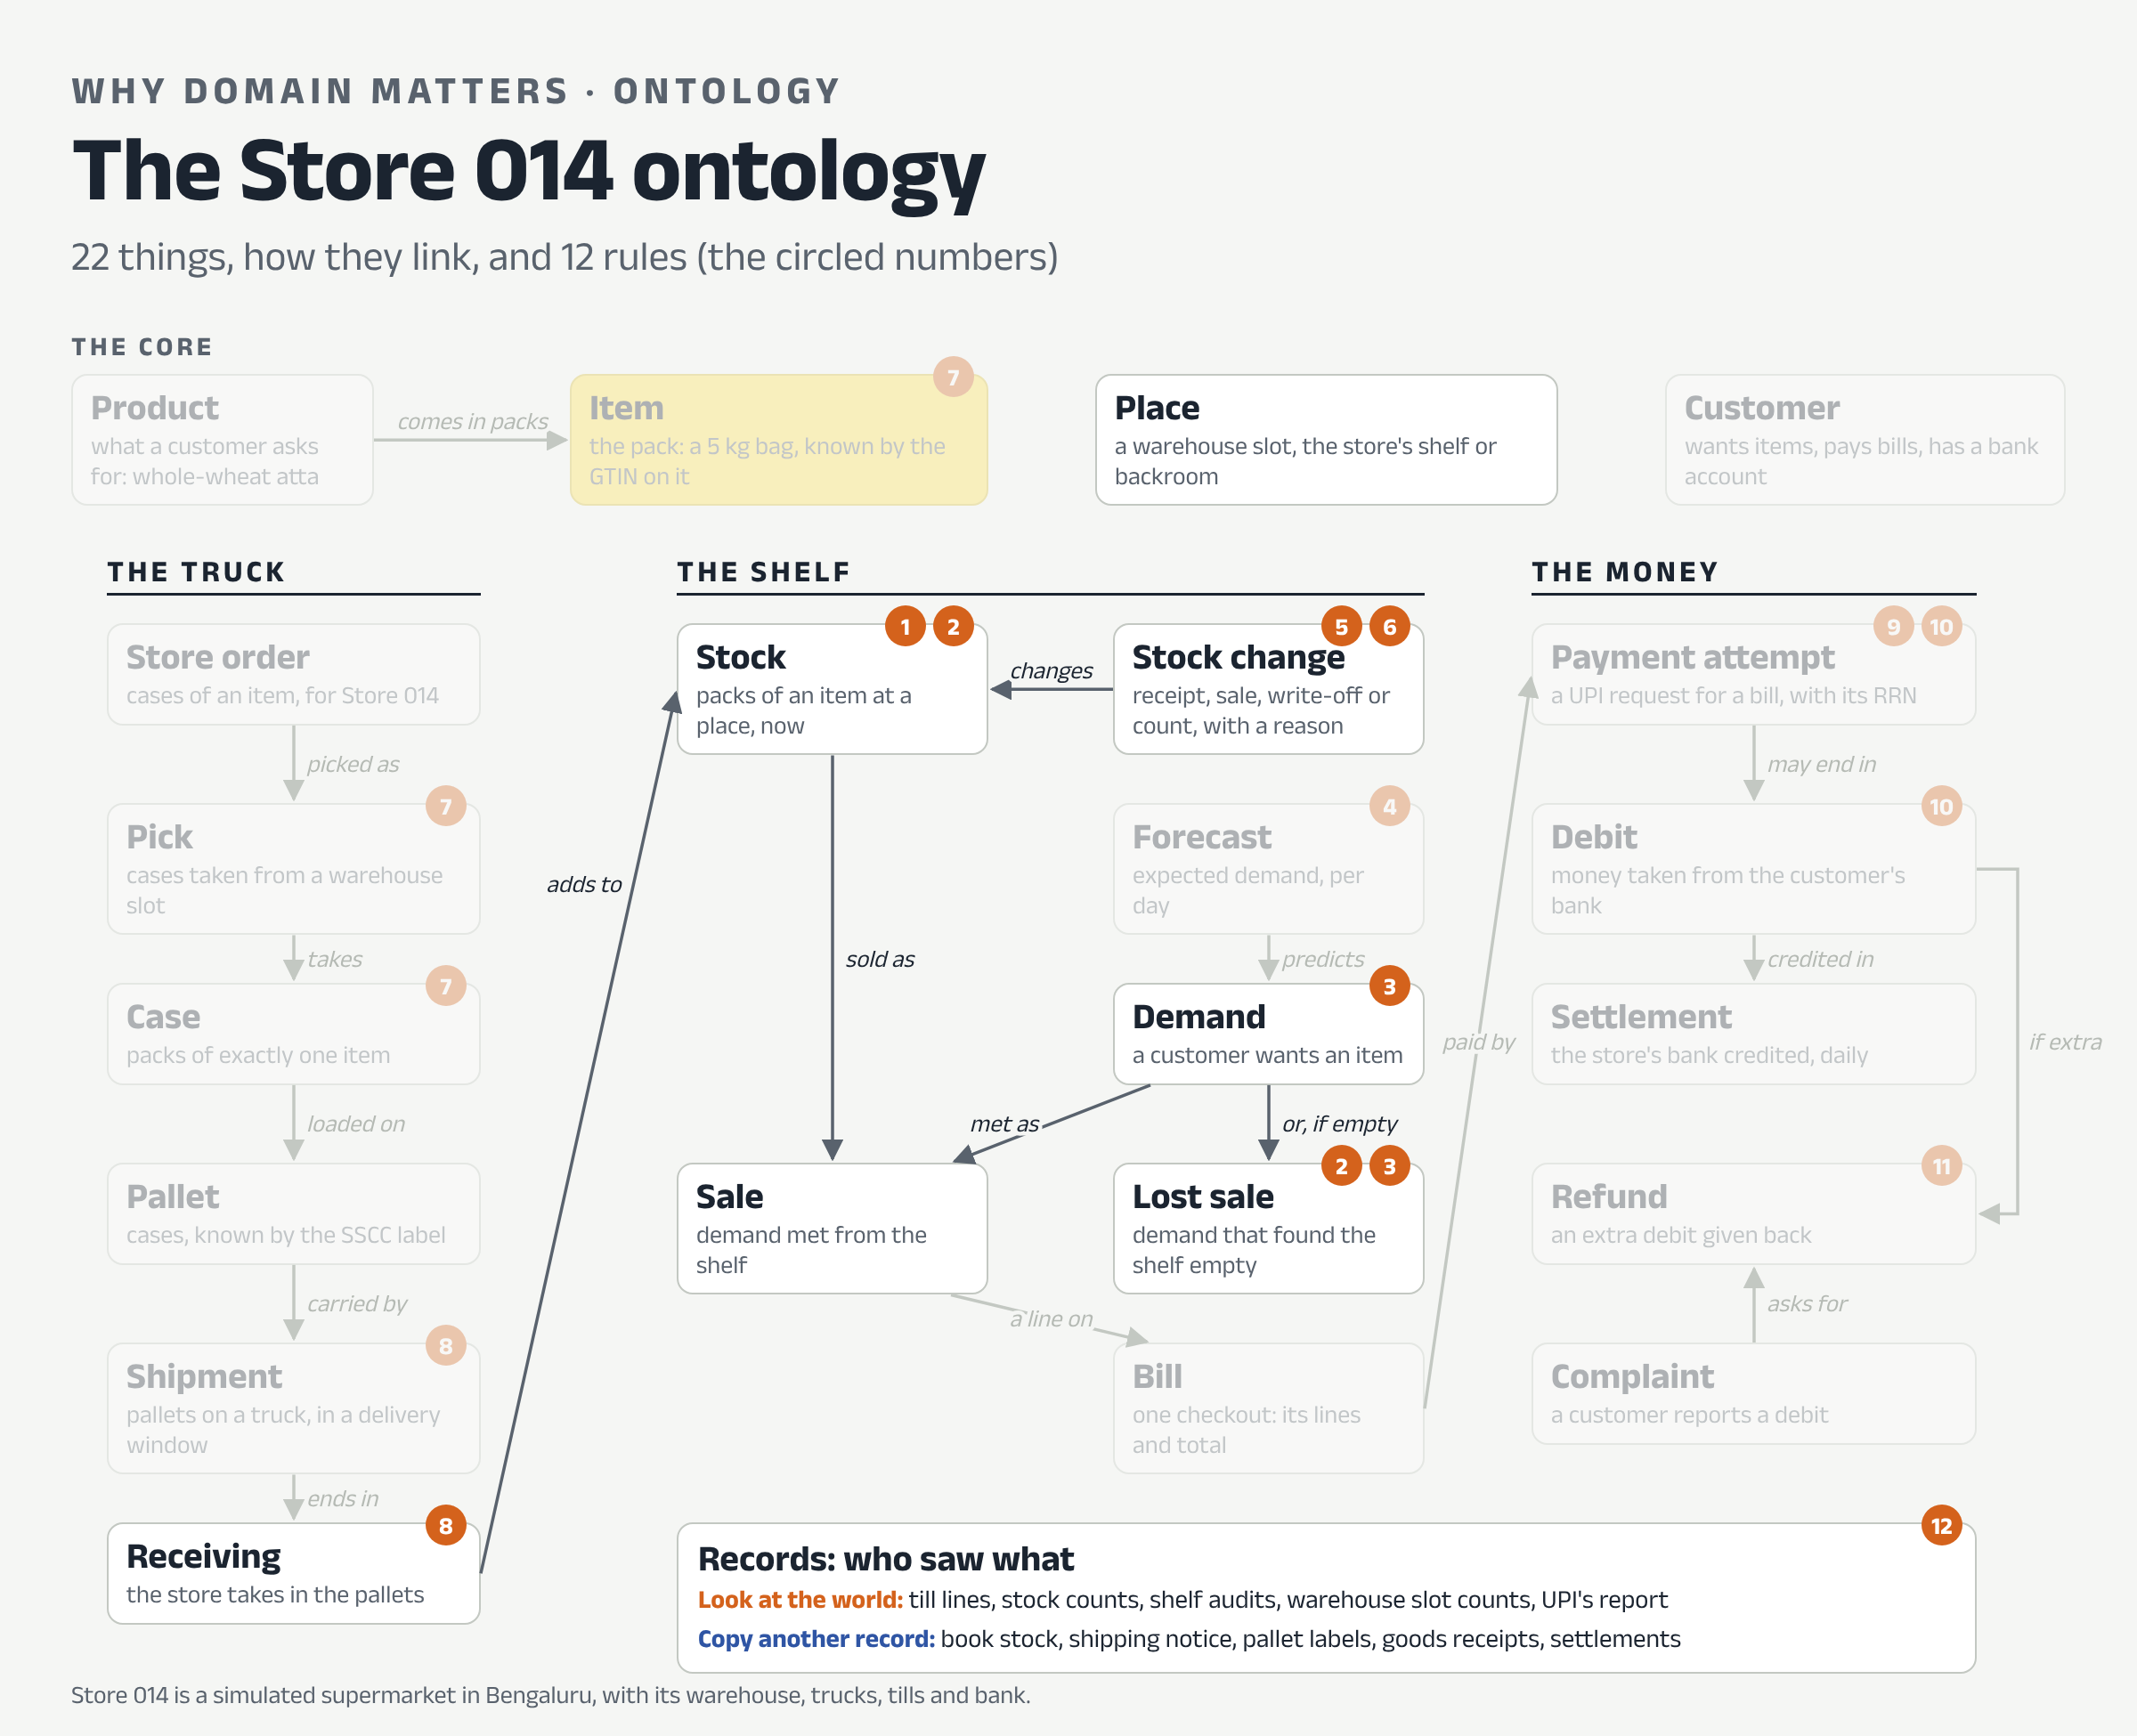 WHY DOMAIN MATTERS · ONTOLOGY
The Store 014 ontology
22 things, how they link, and 12 rules (the circled numbers)
THE CORE
Product
what a customer asks
for: whole-wheat atta
comes in packs
7
Item
the pack: a 5 kg bag, known by the
GTIN on it
Place
a warehouse slot, the store's shelf or
backroom
Customer
wants items, pays bills, has a bank
account
THE TRUCK
Store order
cases of an item, for Store 014
picked as
7
Pick
cases taken from a warehouse
slot
takes
7
Case
packs of exactly one item
loaded on
Pallet
cases, known by the SSCC label
carried by
8
Shipment
pallets on a truck, in a delivery
window
ends in
8
Receiving
the store takes in the pallets
adds to
THE SHELF
1 2
Stock
packs of an item at a
place, now
changes
5 6
Stock change
receipt, sale, write-off or
count, with a reason
sold as
4
Forecast
expected demand, per
day
predicts
3
Demand
a customer wants an item
met as
or, if empty
Sale
demand met from the
shelf
2 3
Lost sale
demand that found the
shelf empty
a line on
Bill
one checkout: its lines
and total
paid by
THE MONEY
9 10
Payment attempt
a UPI request for a bill, with its RRN
may end in
10
Debit
money taken from the customer's
bank
credited in
Settlement
the store's bank credited, daily
if extra
11
Refund
an extra debit given back
asks for
Complaint
a customer reports a debit
12
Records: who saw what
Look at the world: till lines, stock counts, shelf audits, warehouse slot counts, UPI's report
Copy another record: book stock, shipping notice, pallet labels, goods receipts, settlements
Store 014 is a simulated supermarket in Bengaluru, with its warehouse, trucks, tills and bank.